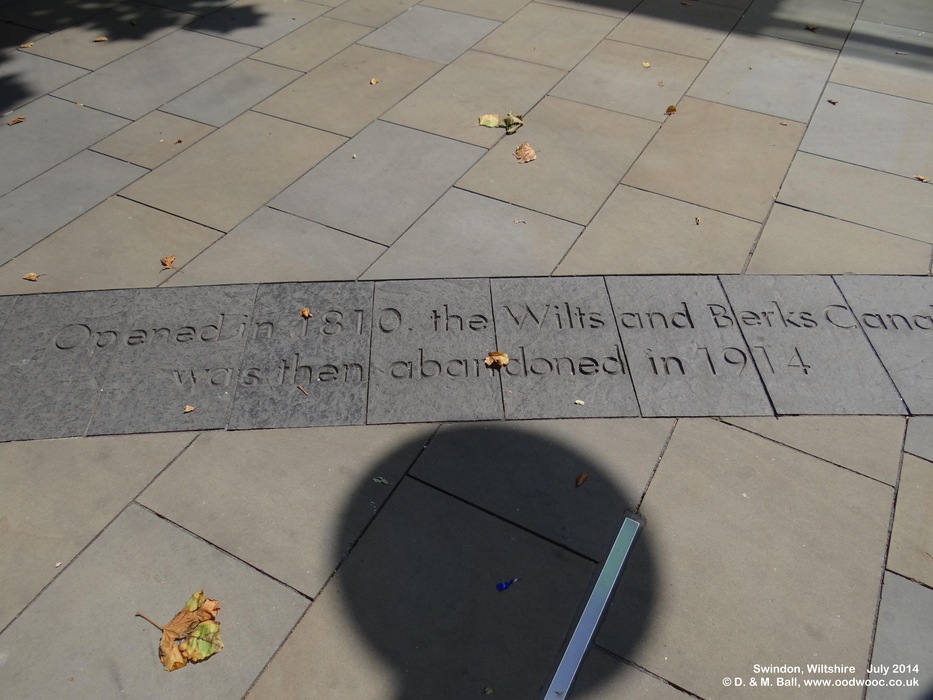 Opened in 1810, the Wilts and Berks Cana
was then abandoned in 1914
Swindon, Wiltshire July 2014
© D. & M. Ball, www.oodwooc.co.uk